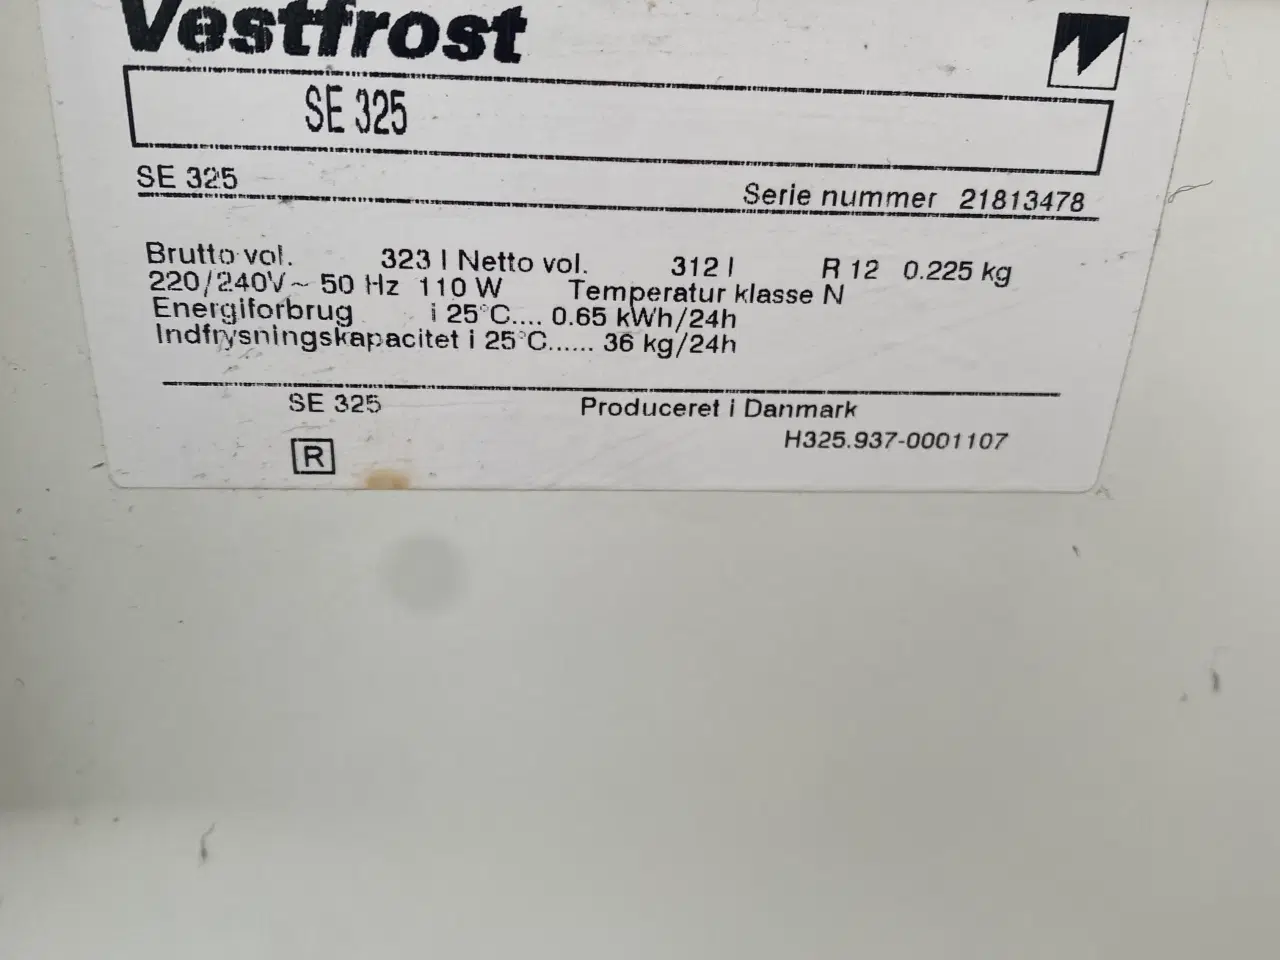 Vestfrost
SE 325
SE 325 Serie nummer 21813478
Brutto vol. 323 l Netto vol. 312 l R 12 0.225 kg
220/240V ~ 50 Hz 110 W Temperatur klasse N
Energiforbrug i 25°C.... 0.65 kWh/24h
Indfrysningskapacitet i 25°C...... 36 kg/24h
SE 325 Produceret i Danmark
H325.937-0001107
R